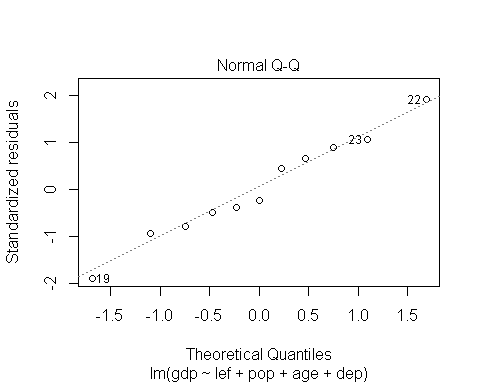 Normal Q-Q
Standardized residuals
2
1
0
-1
-2
22
23
19
-1.5 -1.0 -0.5 0.0 0.5 1.0 1.5
Theoretical Quantiles
lm(gdp ~ lef + pop + age + dep)